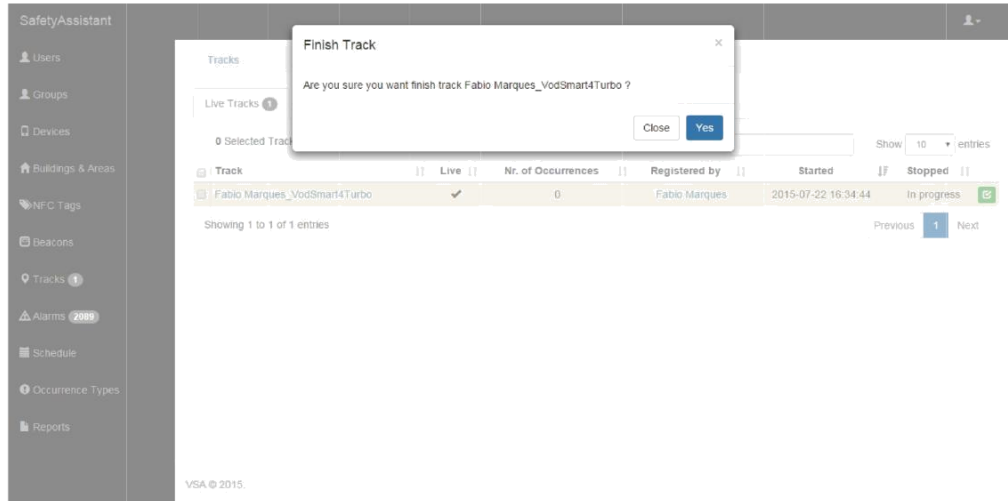 SafetyAssistant
Users
Groups
Devices
Buildings & Areas
NFC Tags
Beacons
Tracks 1
Alarms 2009
Schedule
Occurrence Types
Reports
Finish Track ×
Are you sure you want finish track Fabio Marques_VodSmart4Turbo ?
Close Yes
Tracks
Live Tracks 1
0 Selected Track
Show 10 entries
Track Live Nr. of Occurrences Registered by Started Stopped
Fabio Marques_VodSmart4Turbo 0 Fabio Marques 2015-07-22 16:34:44 In progress
Showing 1 to 1 of 1 entries
Previous 1 Next
VSA © 2015.